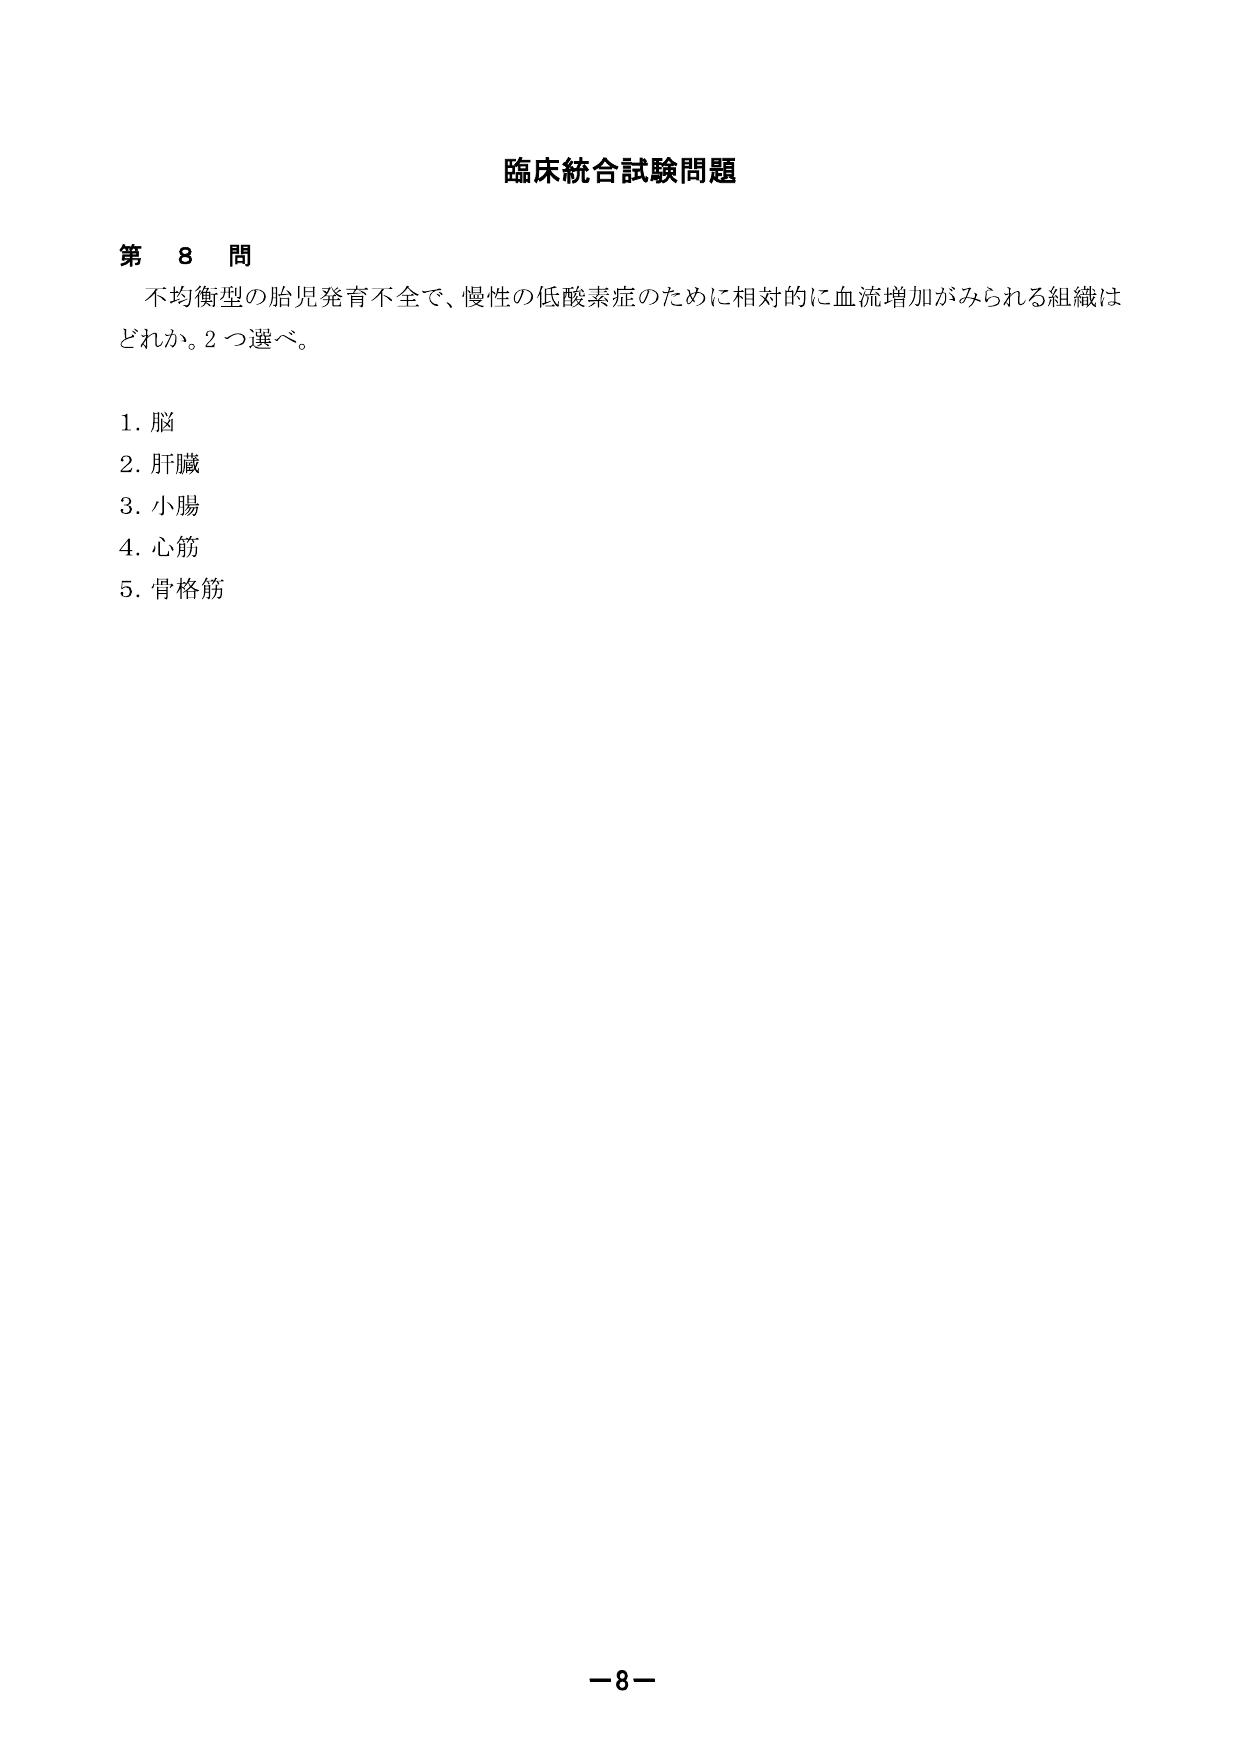 臨床統合試験問題
第　8　問
不均衡型の胎児発育不全で、慢性の低酸素症のために相対的に血流増加がみられる組織は
どれか。2 つ選べ。
1. 脳
2. 肝臓
3. 小腸
4. 心筋
5. 骨格筋
－8－